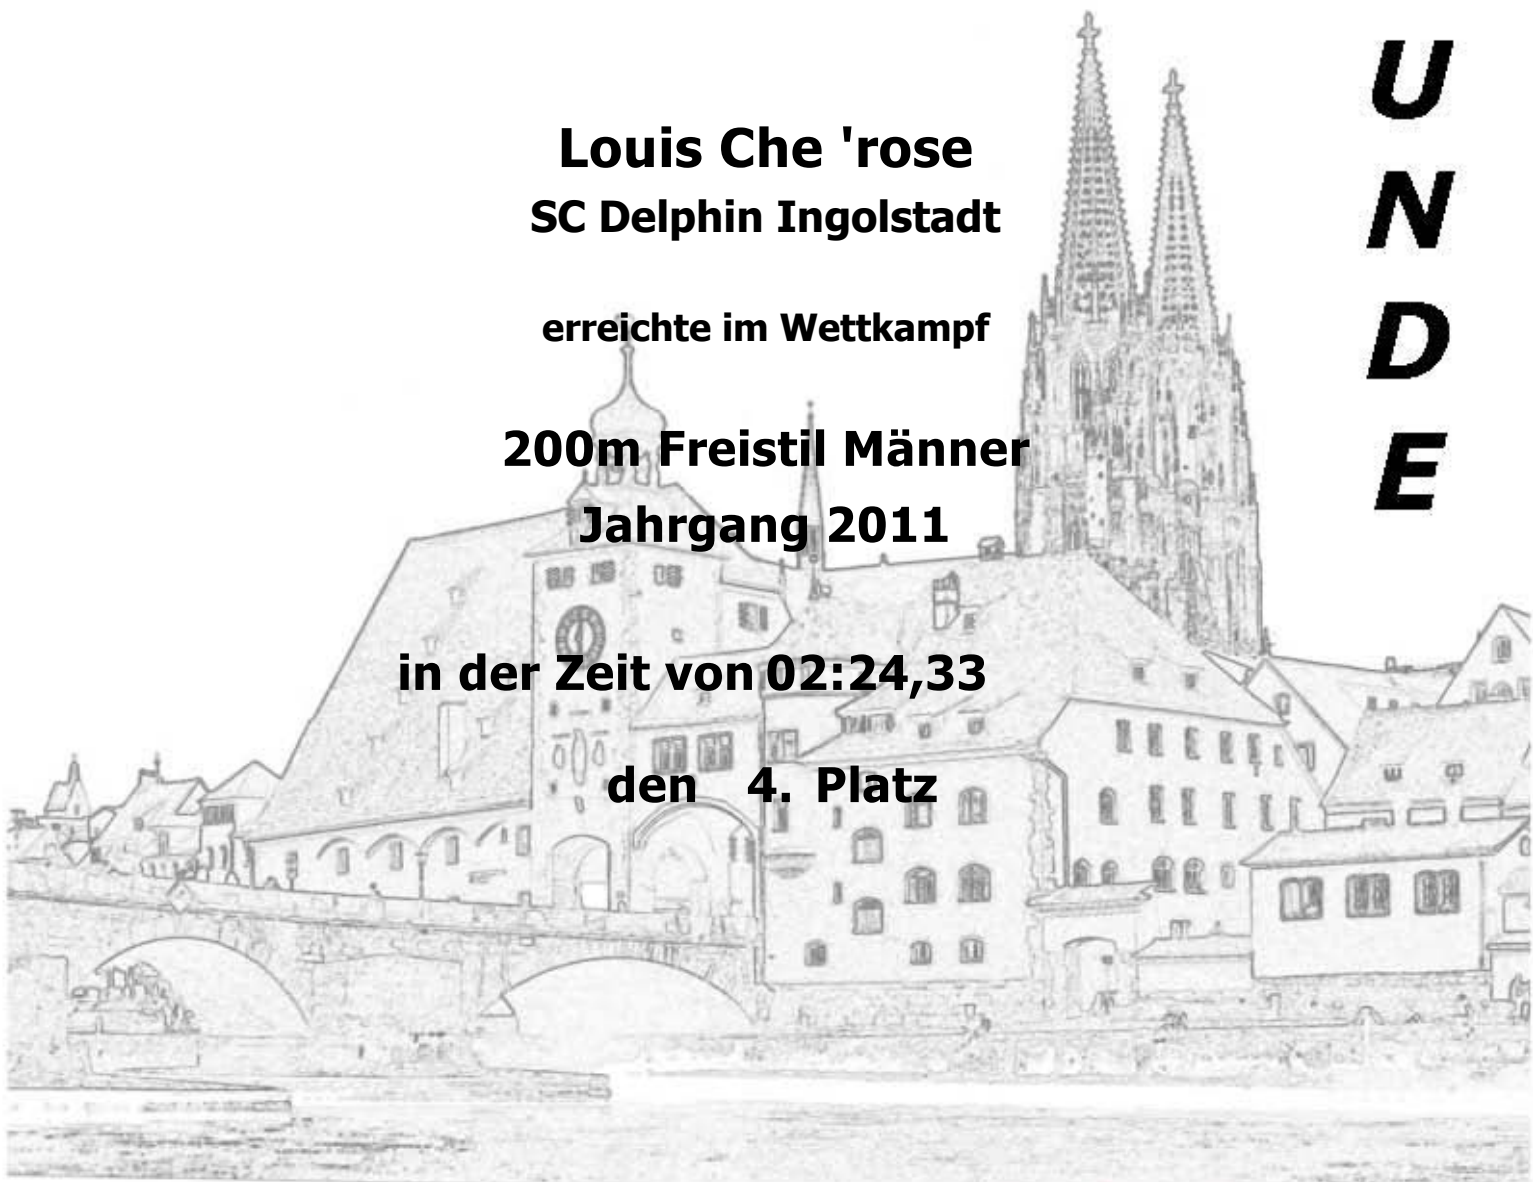 Louis Che 'rose
SC Delphin Ingolstadt
erreichte im Wettkampf
200m Freistil Männer
Jahrgang 2011
in der Zeit von 02:24,33
den 4. Platz
U
N
D
E